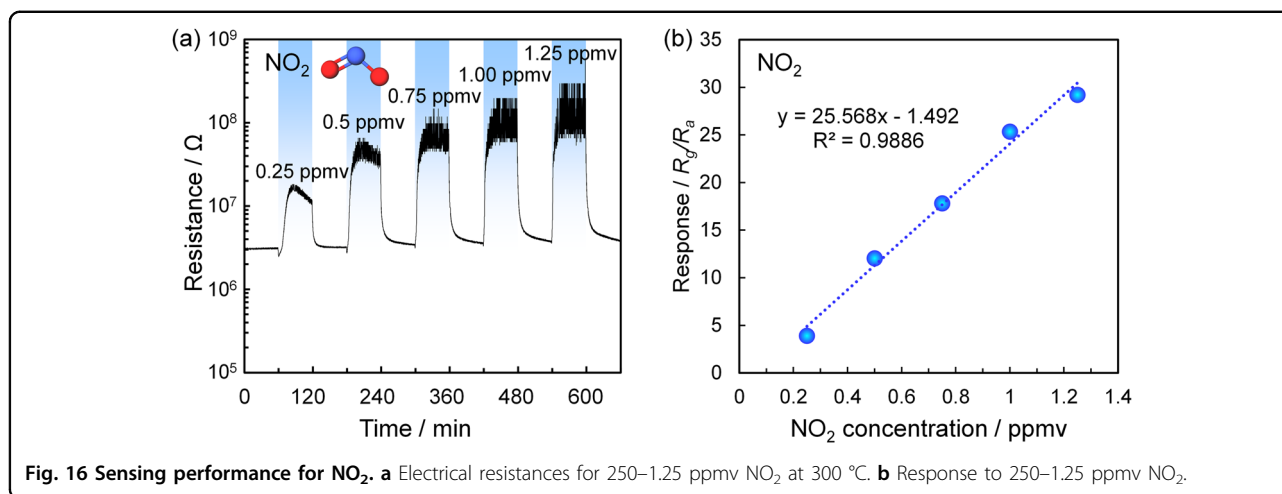 (a)
10⁹
10⁸
10⁷
10⁶
10⁵
Resistance / Ω
NO₂
0.25 ppmv
0.5 ppmv
0.75 ppmv
1.00 ppmv
1.25 ppmv
0 120 240 360 480 600
Time / min
(b)
35
30
25
20
15
10
5
0
Response / Rg/Ra
NO₂
y = 25.568x - 1.492
R² = 0.9886
0 0.2 0.4 0.6 0.8 1 1.2 1.4
NO₂ concentration / ppmv
Fig. 16 Sensing performance for NO₂. a Electrical resistances for 250–1.25 ppmv NO₂ at 300 °C. b Response to 250–1.25 ppmv NO₂.